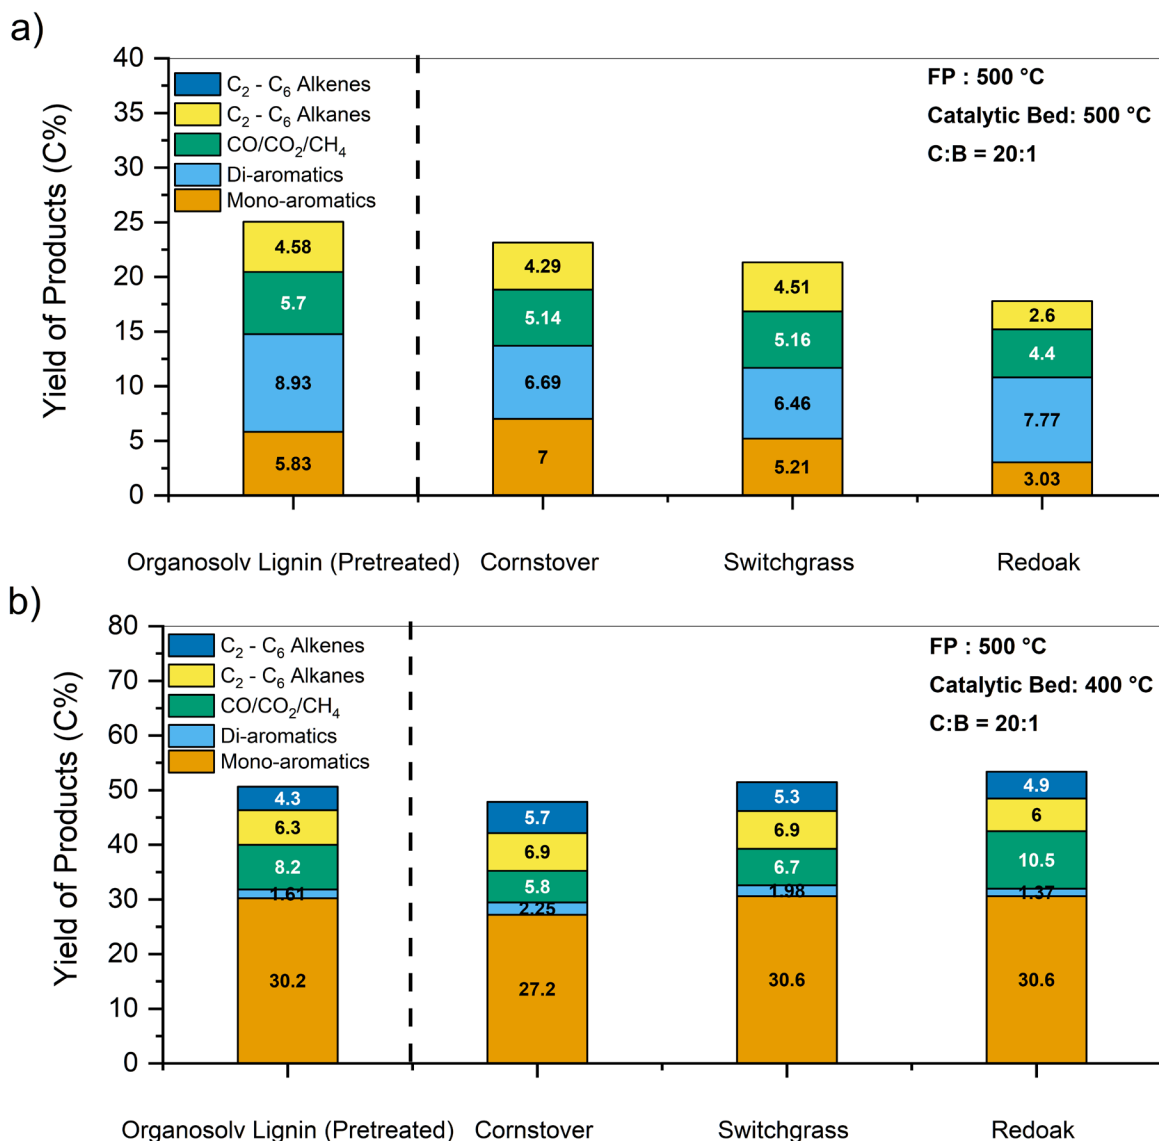 a)
Yield of Products (C%)
40
35
30
25
20
15
10
5
0
C₂ - C₆ Alkenes
C₂ - C₆ Alkanes
CO/CO₂/CH₄
Di-aromatics
Mono-aromatics
FP : 500 °C
Catalytic Bed: 500 °C
C:B = 20:1
4.58
5.7
8.93
5.83
4.29
5.14
6.69
7
4.51
5.16
6.46
5.21
2.6
4.4
7.77
3.03
Organosolv Lignin (Pretreated) Cornstover Switchgrass Redoak
b)
Yield of Products (C%)
80
70
60
50
40
30
20
10
0
C₂ - C₆ Alkenes
C₂ - C₆ Alkanes
CO/CO₂/CH₄
Di-aromatics
Mono-aromatics
FP : 500 °C
Catalytic Bed: 400 °C
C:B = 20:1
4.3
6.3
8.2
1.61
30.2
5.7
6.9
5.8
2.25
27.2
5.3
6.9
6.7
1.98
30.6
4.9
6
10.5
1.37
30.6
Organosolv Lignin (Pretreated) Cornstover Switchgrass Redoak